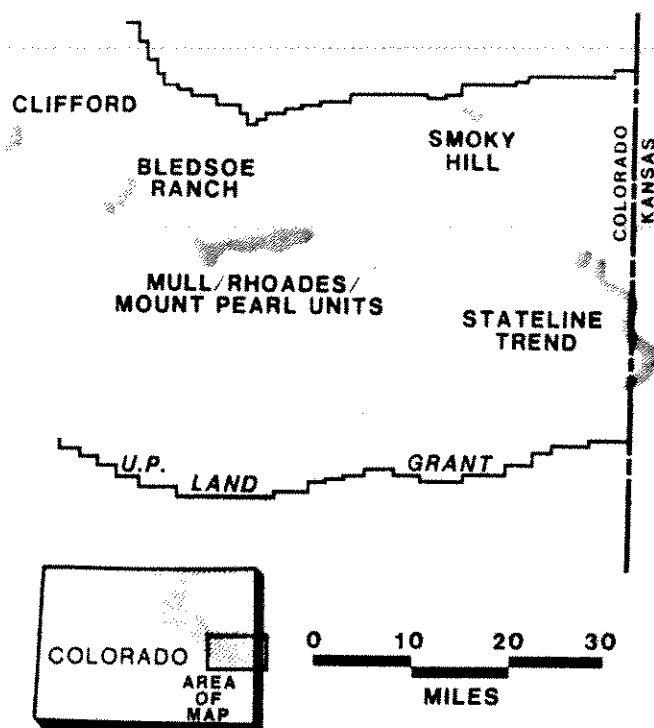 CLIFFORD
BLEDSOE
RANCH
SMOKY
HILL
COLORADO
KANSAS
MULL/RHOADES/
MOUNT PEARL UNITS
STATELINE
TREND
U.P. LAND GRANT
COLORADO
AREA
OF
MAP
0 10 20 30
MILES